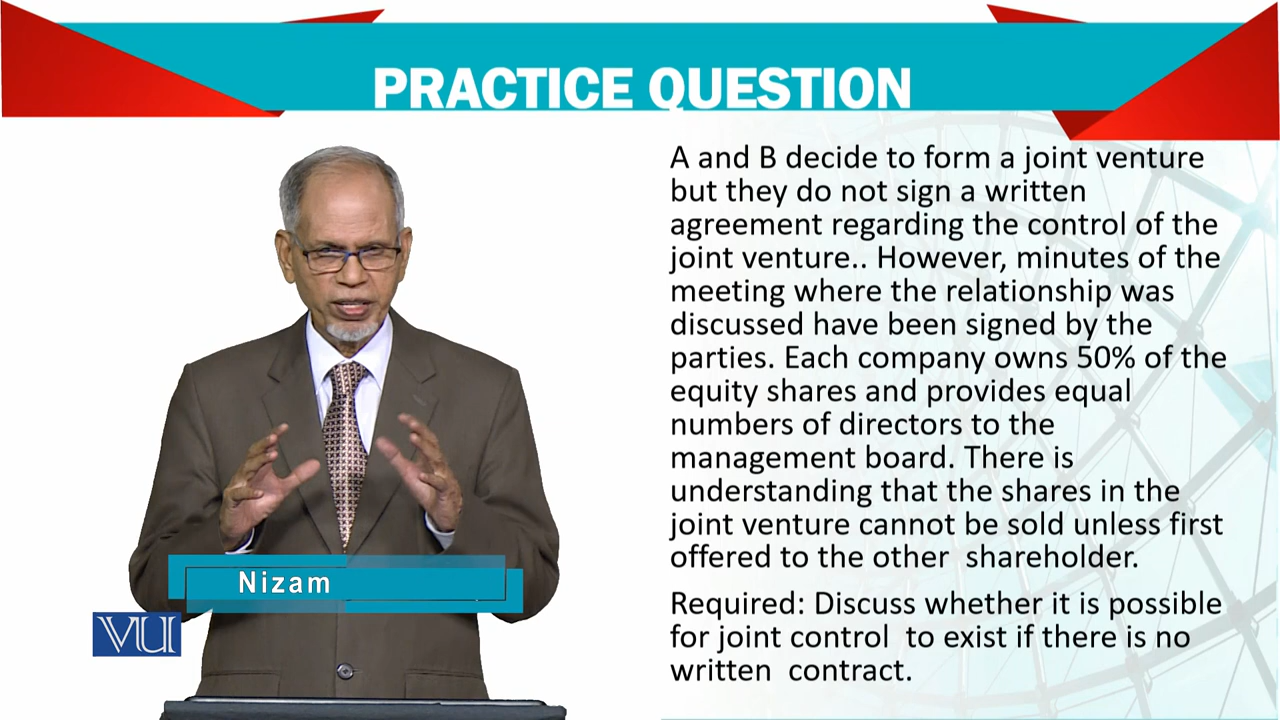 PRACTICE QUESTION
A and B decide to form a joint venture
but they do not sign a written
agreement regarding the control of the
joint venture.. However, minutes of the
meeting where the relationship was
discussed have been signed by the
parties. Each company owns 50% of the
equity shares and provides equal
numbers of directors to the
management board. There is
understanding that the shares in the
joint venture cannot be sold unless first
offered to the other shareholder.
Required: Discuss whether it is possible
for joint control to exist if there is no
written contract.
Nizam
VU